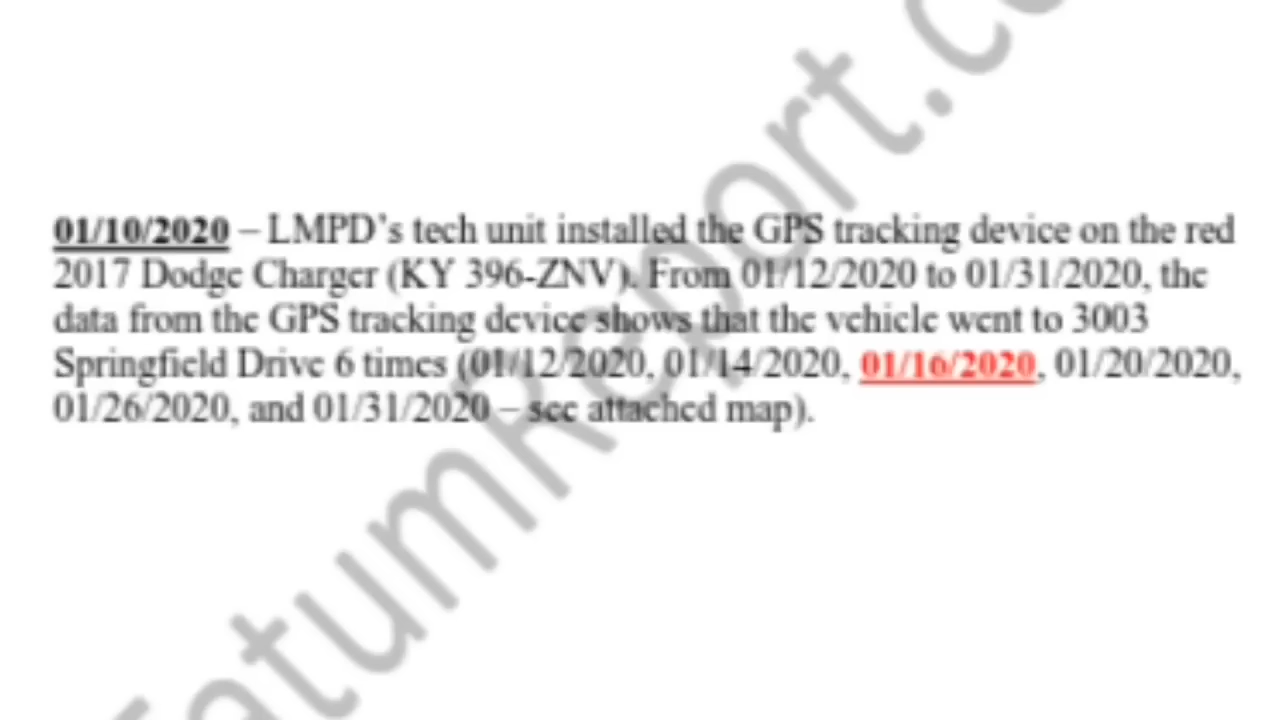 01/10/2020 – LMPD's tech unit installed the GPS tracking device on the red
2017 Dodge Charger (KY 396-ZNV). From 01/12/2020 to 01/31/2020, the
data from the GPS tracking device shows that the vehicle went to 3003
Springfield Drive 6 times (01/12/2020, 01/14/2020, 01/16/2020, 01/20/2020,
01/26/2020, and 01/31/2020 – see attached map).
TatumReport.co